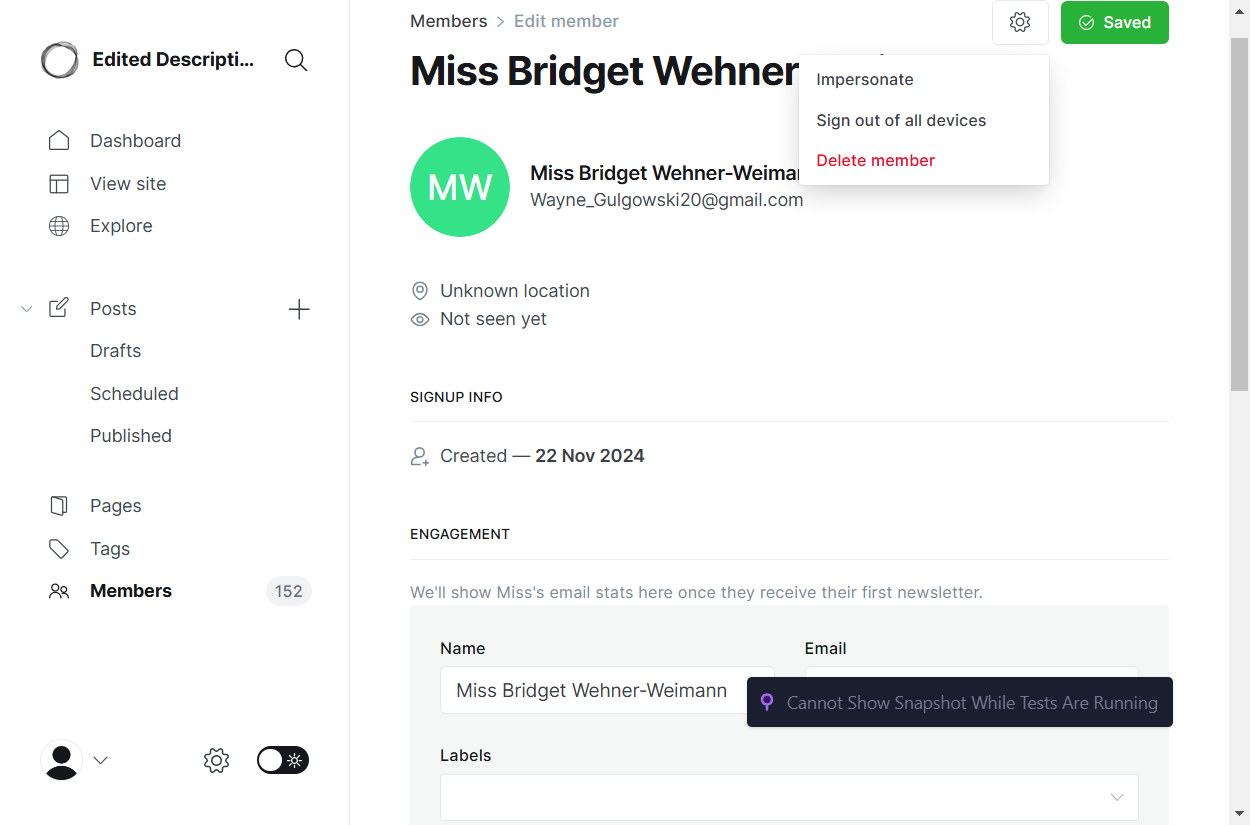 Edited Descripti...
Dashboard
View site
Explore
Posts
Drafts
Scheduled
Published
Pages
Tags
Members
152
Members > Edit member
Saved
Miss Bridget Wehner
Impersonate
Sign out of all devices
Delete member
MW
Miss Bridget Wehner-Weima
Wayne_Gulgowski20@gmail.com
Unknown location
Not seen yet
SIGNUP INFO
Created — 22 Nov 2024
ENGAGEMENT
We'll show Miss's email stats here once they receive their first newsletter.
Name
Email
Miss Bridget Wehner-Weimann
Cannot Show Snapshot While Tests Are Running
Labels